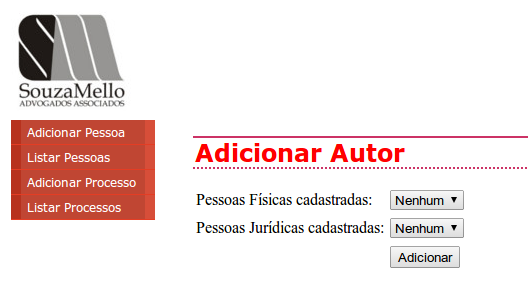 SouzaMello
ADVOGADOS ASSOCIADOS
Adicionar Pessoa
Listar Pessoas
Adicionar Processo
Listar Processos
Adicionar Autor
Pessoas Físicas cadastradas: Nenhum
Pessoas Jurídicas cadastradas: Nenhum
Adicionar